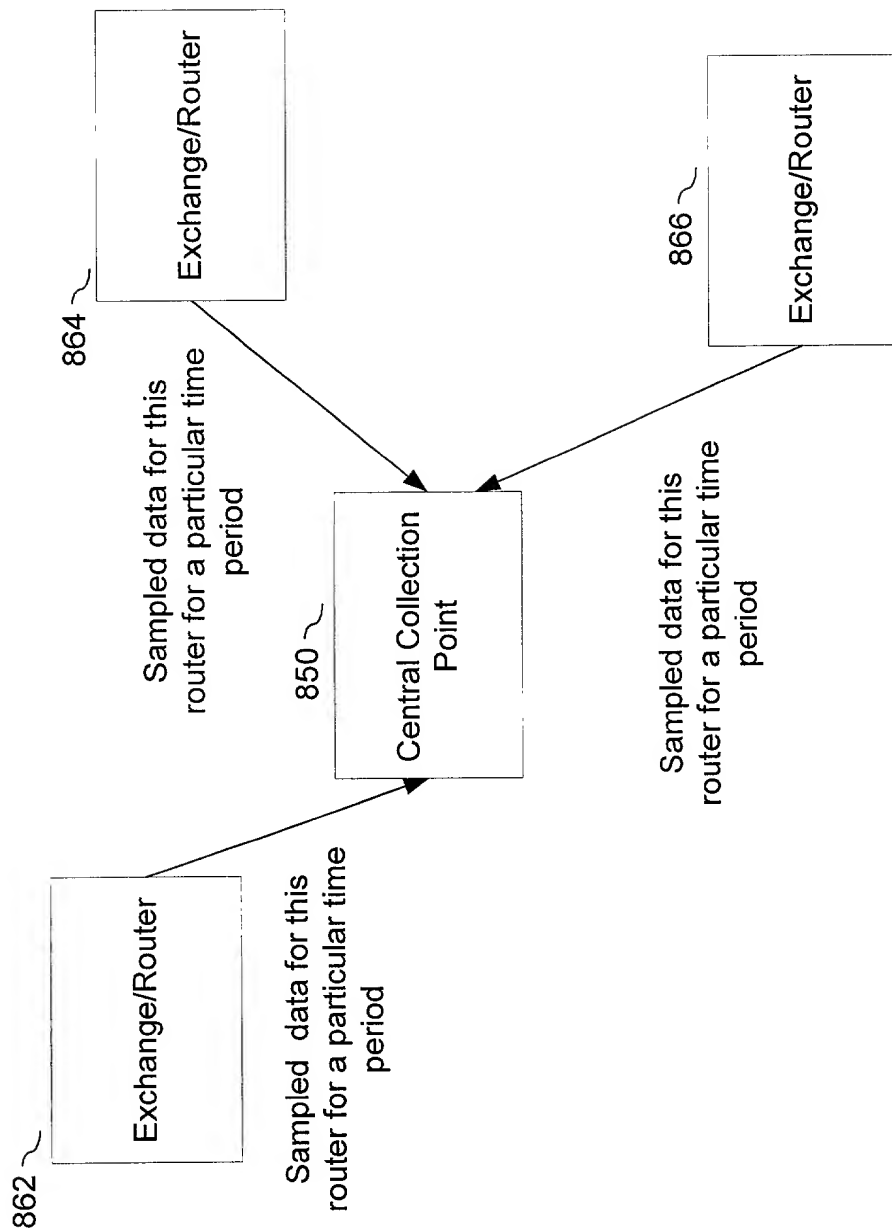 862
Exchange/Router
Sampled data for this
router for a particular time
period
864
Exchange/Router
Sampled data for this
router for a particular time
period
850
Central Collection
Point
866
Exchange/Router
Sampled data for this
router for a particular time
period